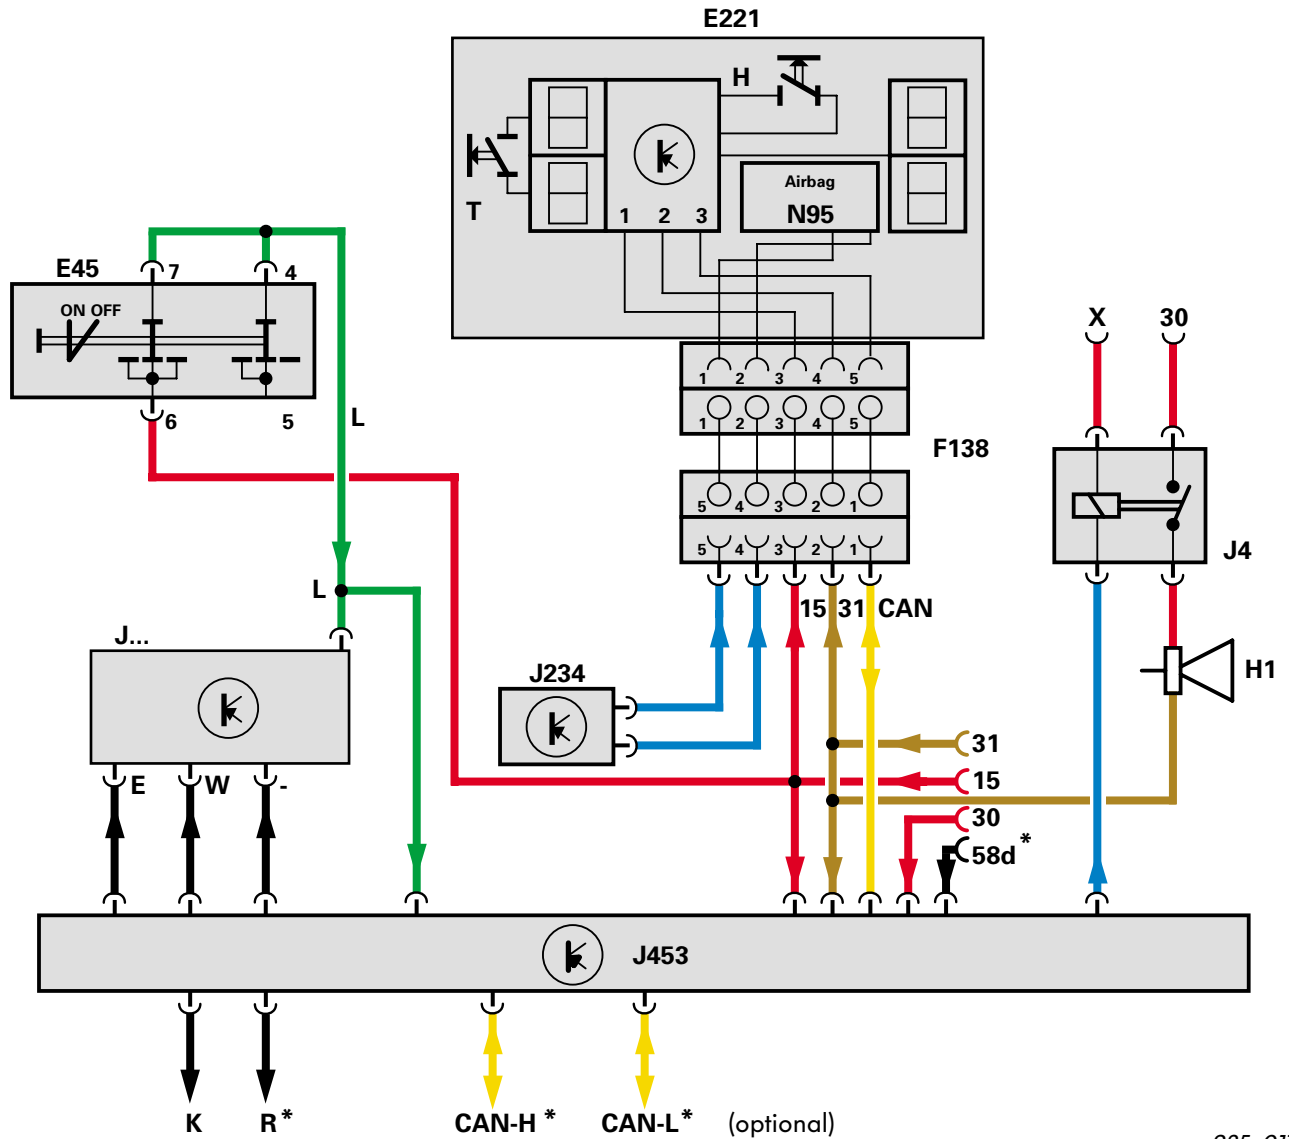 E221
H
T
Airbag
N95
1 2 3
E45
7 4
ON OFF
6 5
L
X 30
1 2 3 4 5
1 2 3 4 5
F138
5 4 3 2 1
5 4 3 2 1
J4
15 31 CAN
L
J...
J234
H1
31
15
30
58d*
E W -
J453
K R* CAN-H* CAN-L* (optional)